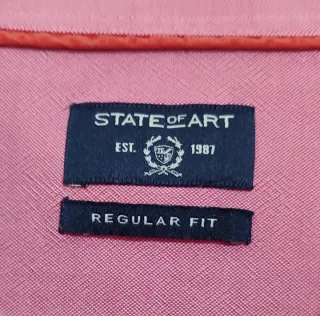 STATE OF ART
EST. 1987
REGULAR FIT